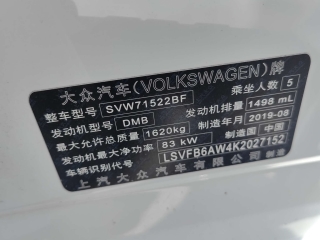 大众汽车(VOLKSWAGEN)牌
整车型号 SVW71522BF 乘坐人数 5
发动机型号 DMB 发动机排量 1498 mL
最大允许总质量 1620kg 制造年月 2019-08
发动机最大净功率 83 kW 制造国 中国
车辆识别代号 LSVFB6AW4K2027152
上汽大众汽车有限公司制造